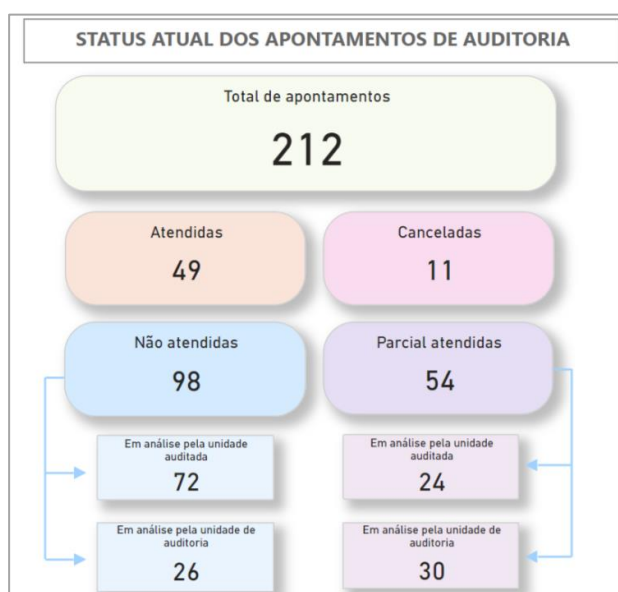 STATUS ATUAL DOS APONTAMENTOS DE AUDITORIA
Total de apontamentos
212
Atendidas
49
Canceladas
11
Não atendidas
98
Parcial atendidas
54
Em análise pela unidade
auditada
72
Em análise pela unidade
auditada
24
Em análise pela unidade de
auditoria
26
Em análise pela unidade de
auditoria
30